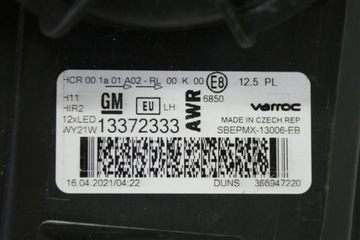 HCR 00 1a 01 A02 - RL 00 K 00 E8 12.5 PL
6850
H11
HIR2
12xLED
WY21W
GM EU LH
13372333
AWR
varroc
MADE IN CZECH REP
SBEPMX-13006-EB
16.04.2021/04:22
DUNS 366947220